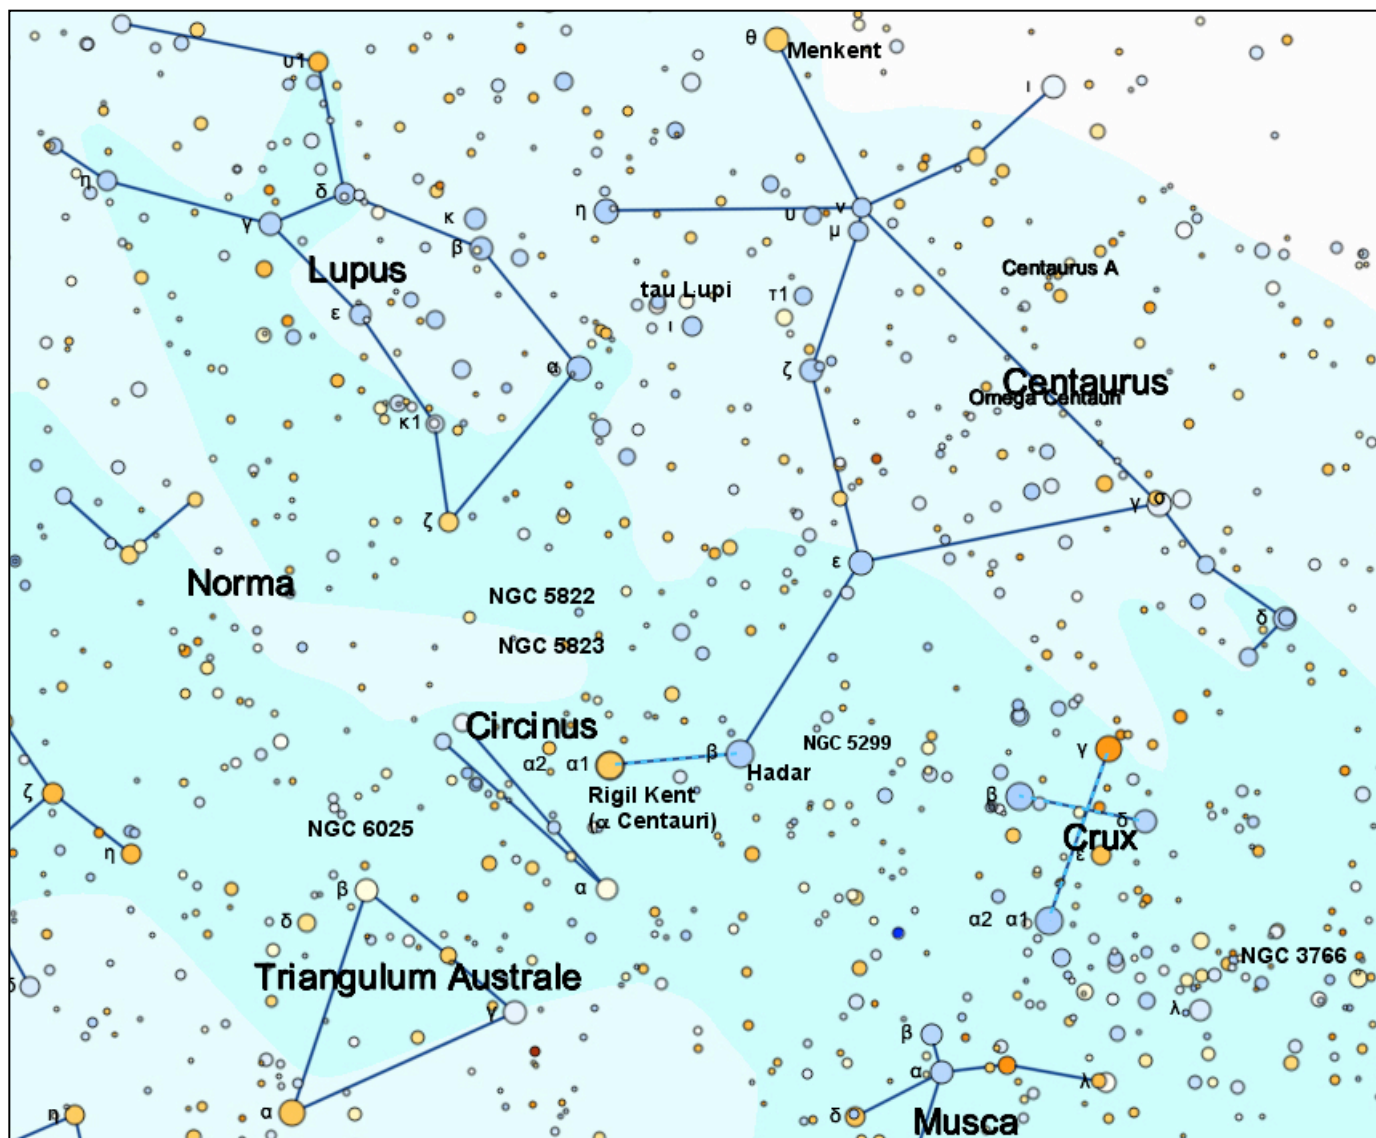 θ
Menkent
ι
υ1
η
δ
γ
κ
β
η
υ
ν
μ
Lupus
Centaurus A
tau Lupi
τ1
ε
ι
α
ζ
Centaurus
Omega Centauri
κ1
ζ
γ
σ
ε
Norma
NGC 5822
δ
NGC 5823
Circinus
NGC 5299
α2
α1
β
Hadar
γ
ζ
Rigil Kent
(α Centauri)
β
δ
NGC 6025
Crux
η
ε
β
α
δ
α2
α1
Triangulum Australe
NGC 3766
δ
γ
λ
β
α
λ
η
α
δ
Musca